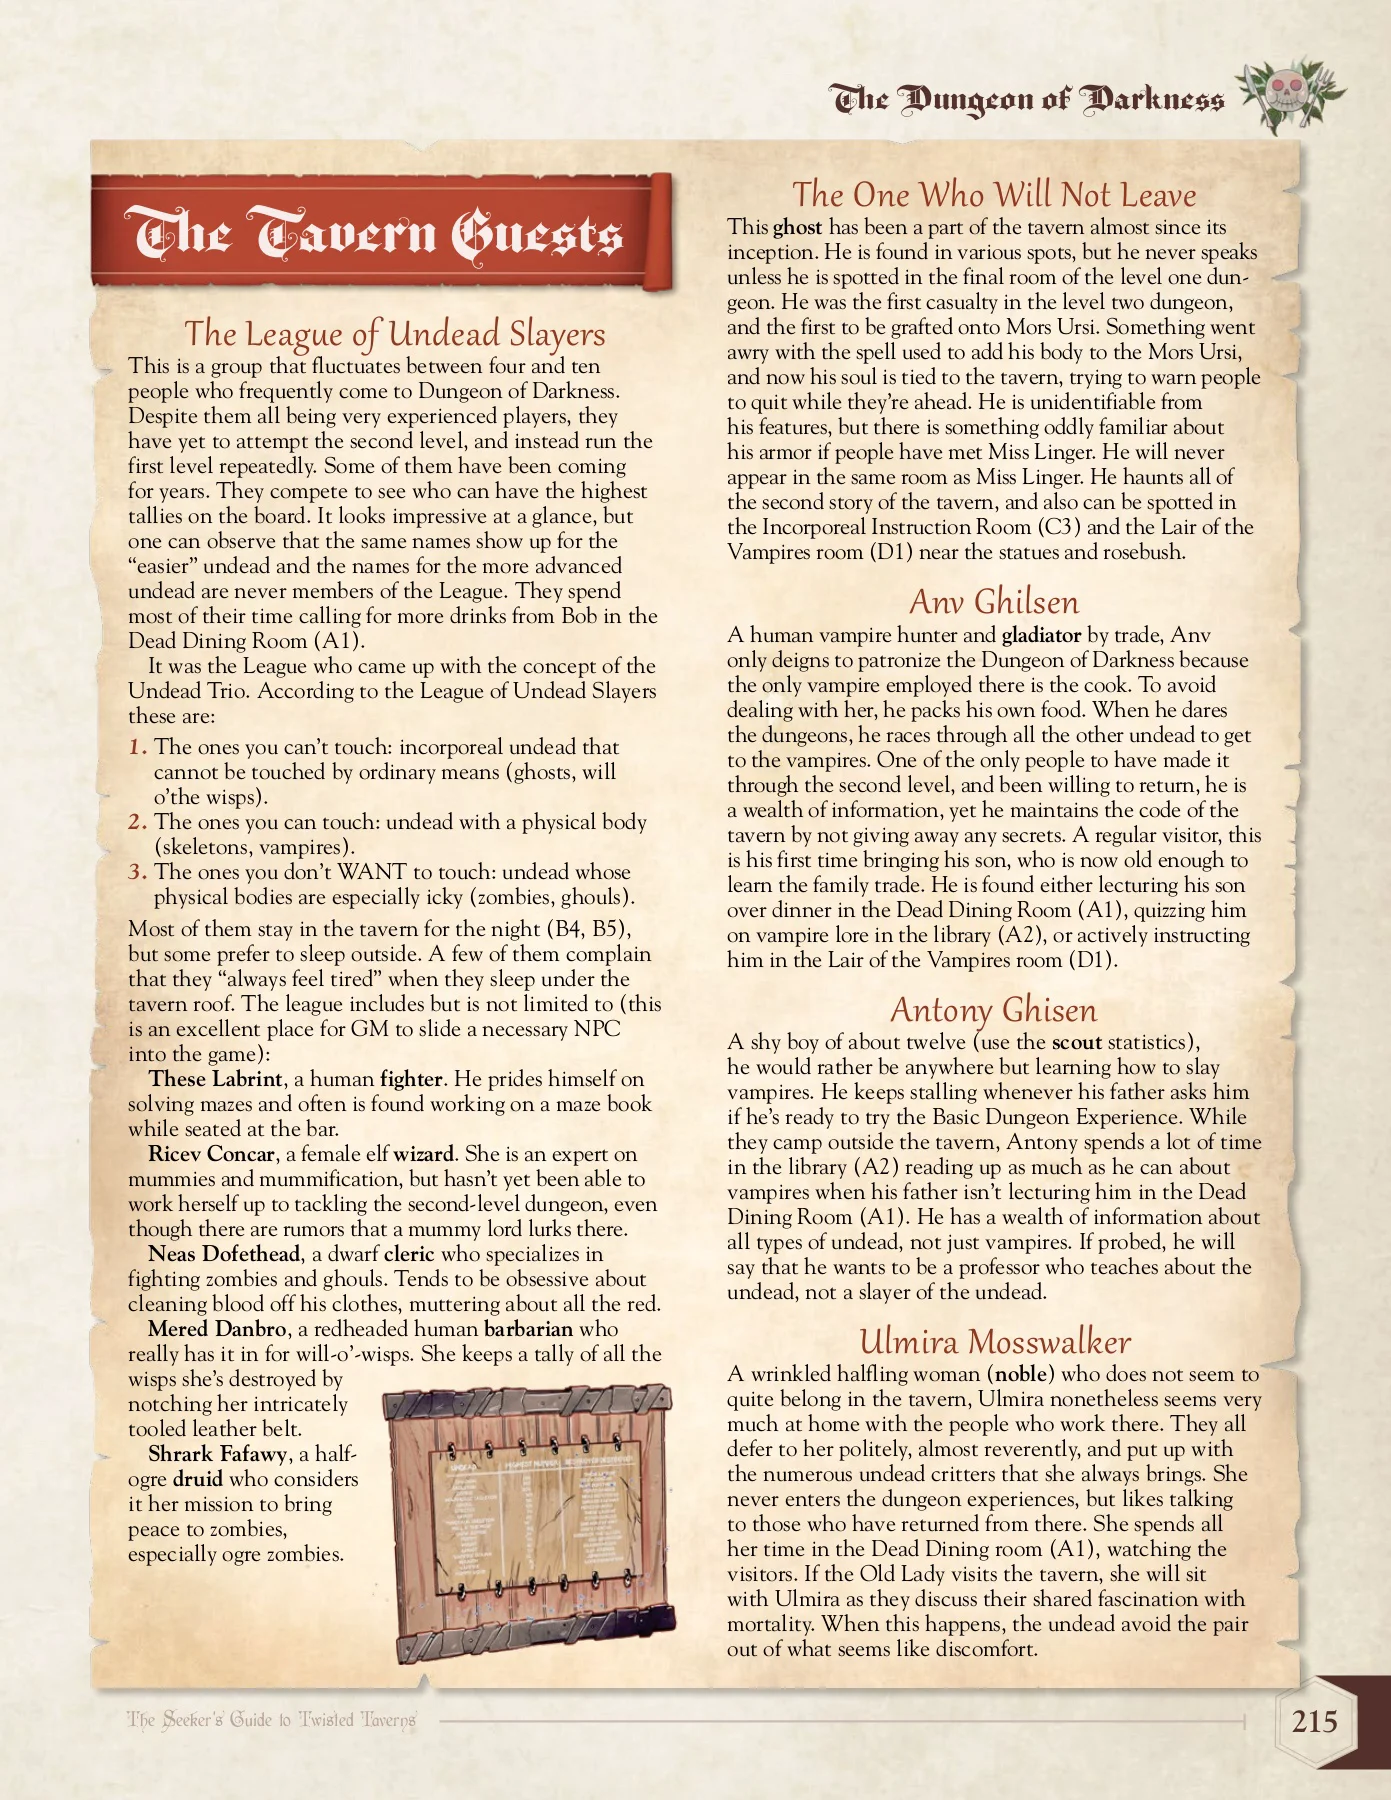 The Dungeon of Darkness
The Tavern Guests
The League of Undead Slayers
This is a group that fluctuates between four and ten
people who frequently come to Dungeon of Darkness.
Despite them all being very experienced players, they
have yet to attempt the second level, and instead run the
first level repeatedly. Some of them have been coming
for years. They compete to see who can have the highest
tallies on the board. It looks impressive at a glance, but
one can observe that the same names show up for the
“easier” undead and the names for the more advanced
undead are never members of the League. They spend
most of their time calling for more drinks from Bob in the
Dead Dining Room (A1).
It was the League who came up with the concept of the
Undead Trio. According to the League of Undead Slayers
these are:
1. The ones you can’t touch: incorporeal undead that
cannot be touched by ordinary means (ghosts, will
o’the wisps).
2. The ones you can touch: undead with a physical body
(skeletons, vampires).
3. The ones you don’t WANT to touch: undead whose
physical bodies are especially icky (zombies, ghouls).
Most of them stay in the tavern for the night (B4, B5),
but some prefer to sleep outside. A few of them complain
that they “always feel tired” when they sleep under the
tavern roof. The league includes but is not limited to (this
is an excellent place for GM to slide a necessary NPC
into the game):
These Labrint, a human fighter. He prides himself on
solving mazes and often is found working on a maze book
while seated at the bar.
Ricev Concar, a female elf wizard. She is an expert on
mummies and mummification, but hasn’t yet been able to
work herself up to tackling the second-level dungeon, even
though there are rumors that a mummy lord lurks there.
Neas Dofethead, a dwarf cleric who specializes in
fighting zombies and ghouls. Tends to be obsessive about
cleaning blood off his clothes, muttering about all the red.
Mered Danbro, a redheaded human barbarian who
really has it in for will-o’-wisps. She keeps a tally of all the
wisps she’s destroyed by
notching her intricately
tooled leather belt.
Shrark Fafawy, a half-
ogre druid who considers
it her mission to bring
peace to zombies,
especially ogre zombies.
The One Who Will Not Leave
This ghost has been a part of the tavern almost since its
inception. He is found in various spots, but he never speaks
unless he is spotted in the final room of the level one dun-
geon. He was the first casualty in the level two dungeon,
and the first to be grafted onto Mors Ursi. Something went
awry with the spell used to add his body to the Mors Ursi,
and now his soul is tied to the tavern, trying to warn people
to quit while they’re ahead. He is unidentifiable from
his features, but there is something oddly familiar about
his armor if people have met Miss Linger. He will never
appear in the same room as Miss Linger. He haunts all of
the second story of the tavern, and also can be spotted in
the Incorporeal Instruction Room (C3) and the Lair of the
Vampires room (D1) near the statues and rosebush.
Anv Ghilsen
A human vampire hunter and gladiator by trade, Anv
only deigns to patronize the Dungeon of Darkness because
the only vampire employed there is the cook. To avoid
dealing with her, he packs his own food. When he dares
the dungeons, he races through all the other undead to get
to the vampires. One of the only people to have made it
through the second level, and been willing to return, he is
a wealth of information, yet he maintains the code of the
tavern by not giving away any secrets. A regular visitor, this
is his first time bringing his son, who is now old enough to
learn the family trade. He is found either lecturing his son
over dinner in the Dead Dining Room (A1), quizzing him
on vampire lore in the library (A2), or actively instructing
him in the Lair of the Vampires room (D1).
Antony Ghisen
A shy boy of about twelve (use the scout statistics),
he would rather be anywhere but learning how to slay
vampires. He keeps stalling whenever his father asks him
if he’s ready to try the Basic Dungeon Experience. While
they camp outside the tavern, Antony spends a lot of time
in the library (A2) reading up as much as he can about
vampires when his father isn’t lecturing him in the Dead
Dining Room (A1). He has a wealth of information about
all types of undead, not just vampires. If probed, he will
say that he wants to be a professor who teaches about the
undead, not a slayer of the undead.
Ulmira Mosswalker
A wrinkled halfling woman (noble) who does not seem to
quite belong in the tavern, Ulmira nonetheless seems very
much at home with the people who work there. They all
defer to her politely, almost reverently, and put up with
the numerous undead critters that she always brings. She
never enters the dungeon experiences, but likes talking
to those who have returned from there. She spends all
her time in the Dead Dining room (A1), watching the
visitors. If the Old Lady visits the tavern, she will sit
with Ulmira as they discuss their shared fascination with
mortality. When this happens, the undead avoid the pair
out of what seems like discomfort.
The Seeker's Guide to Twisted Taverns
215